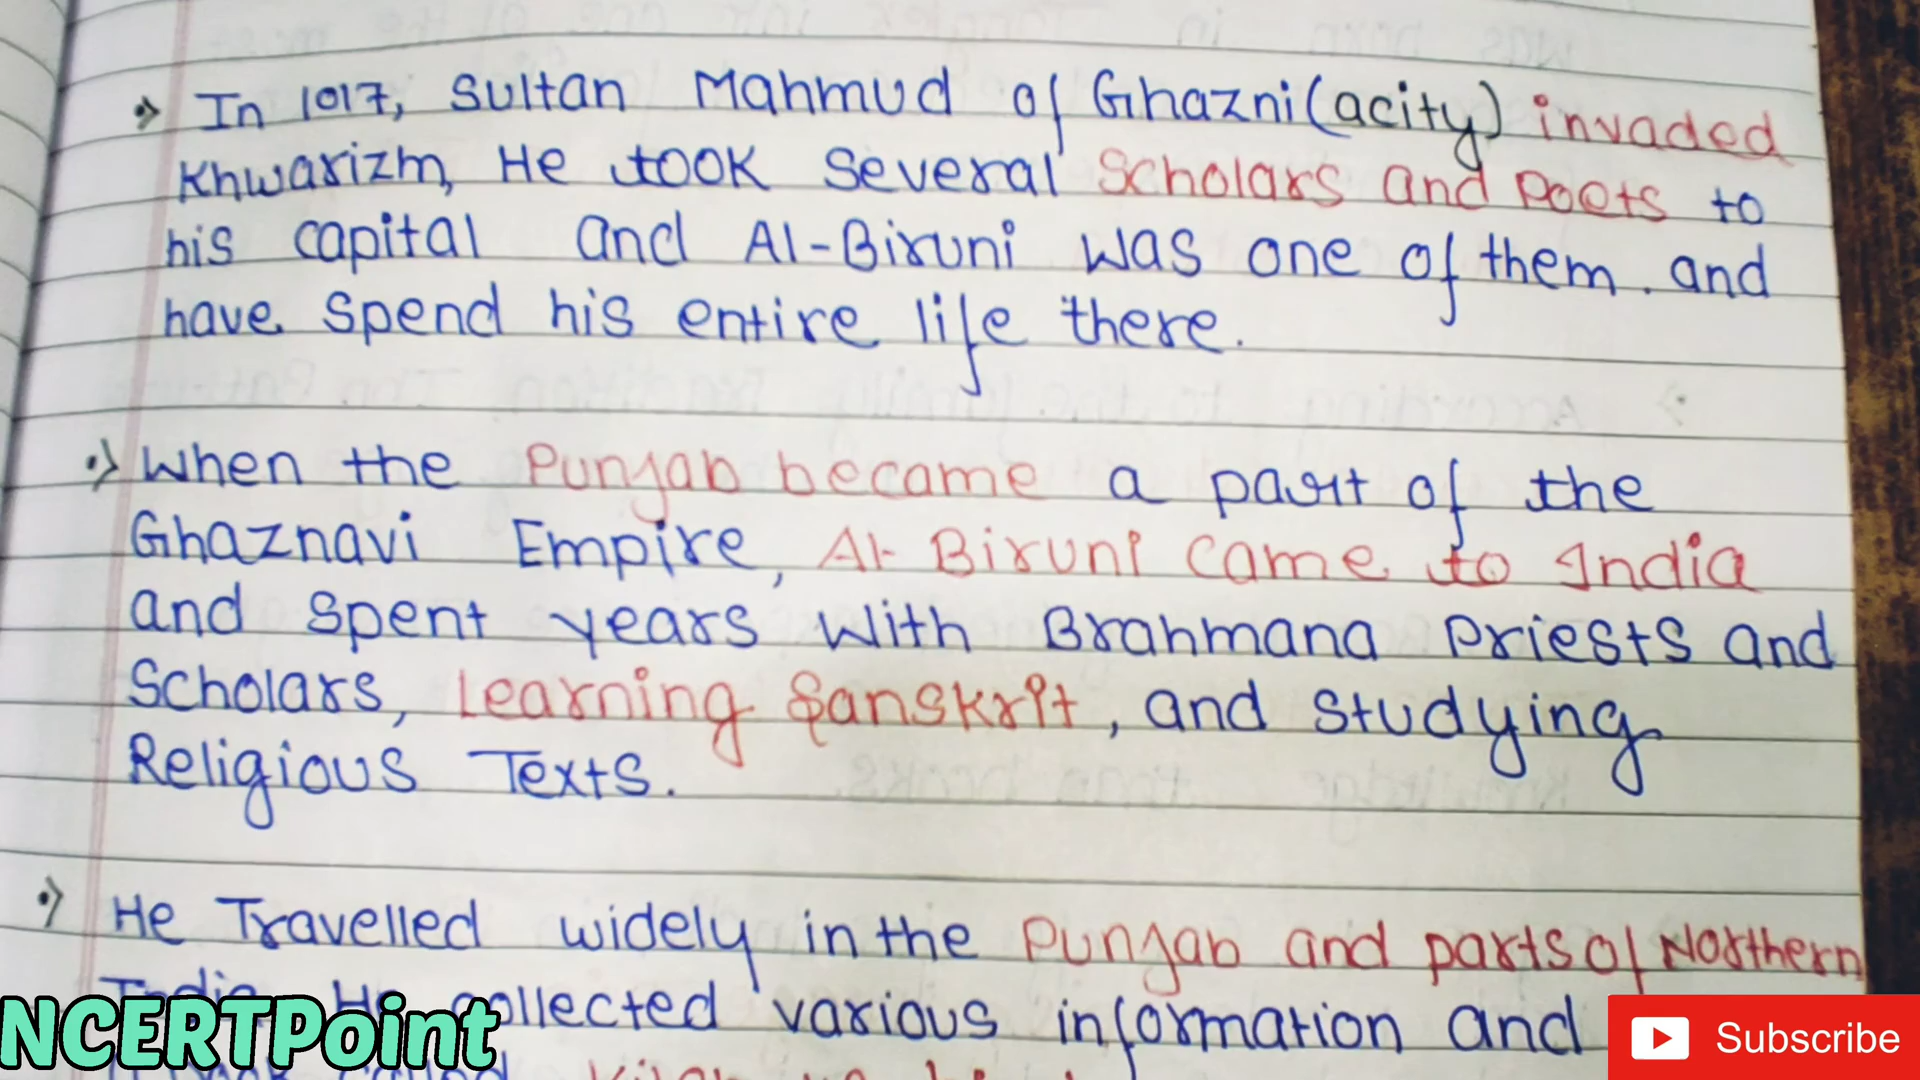 In 1017, Sultan Mahmud of Ghazni (acity) invaded
Khwarizm, He took several Scholars and Poets to
his capital and Al-Biruni was one of them. and
have spend his entire life there.
When the Punjab became a part of the
Ghaznavi Empire, Al-Biruni came to India
and spent years with Brahmana Priests and
Scholars, Learning Sanskrit, and studying
Religious Texts.
He Travelled widely in the Punjab and parts of Northern
India. He collected various information and
NCERTPoint
Subscribe